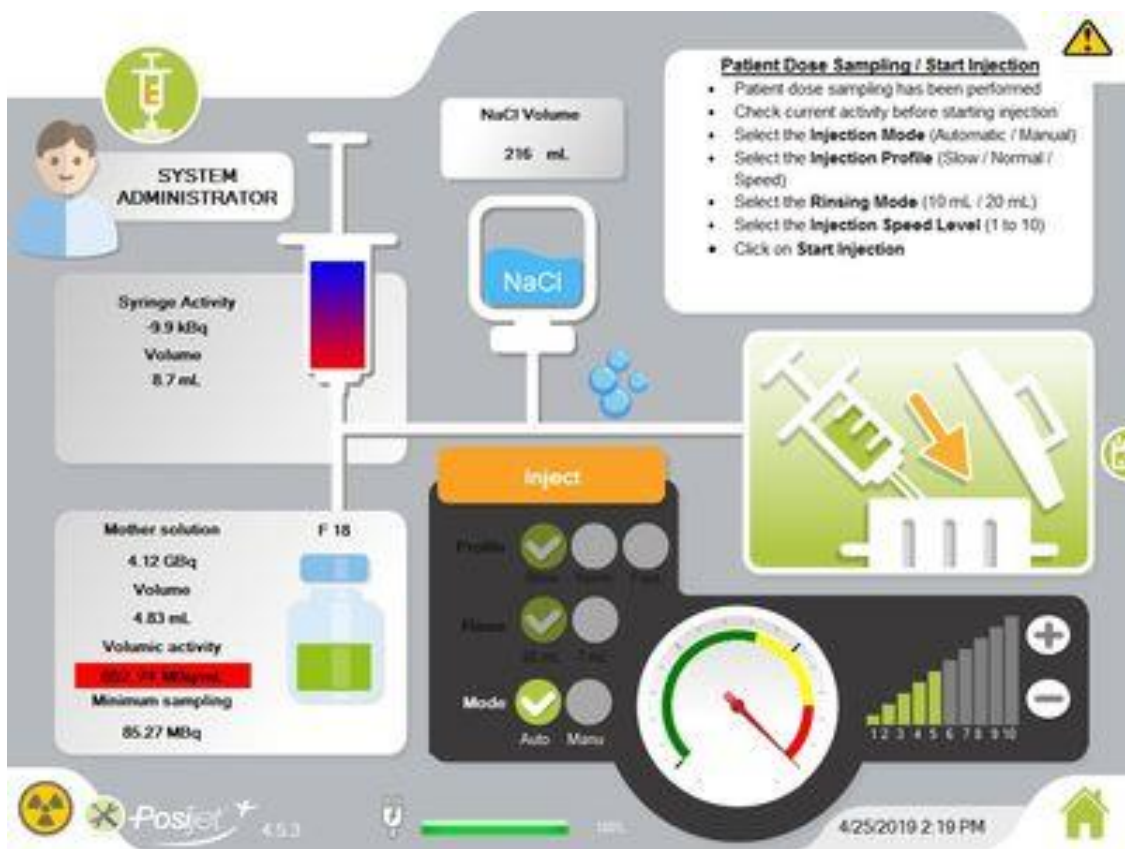 E
SYSTEM
ADMINISTRATOR
NaCl Volume
216 mL
Patient Dose Sampling / Start Injection
• Patient dose sampling has been performed
• Check current activity before starting injection
• Select the Injection Mode (Automatic / Manual)
• Select the Injection Profile (Slow / Normal /
Speed)
• Select the Rinsing Mode (10 mL / 20 mL)
• Select the Injection Speed Level (1 to 10)
• Click on Start Injection
NaCl
Syringe Activity
-9.9 kBq
Volume
8.7 mL
Inject
Profile
Mode
Auto Manu
1 2 3 4 5 6 7 8 9 10
Mother solution
F 18
4.12 GBq
Volume
4.83 mL
Volumic activity
Minimum sampling
85.27 MBq
Posijet
4.5.3
100%
4/25/2019 2:19 PM